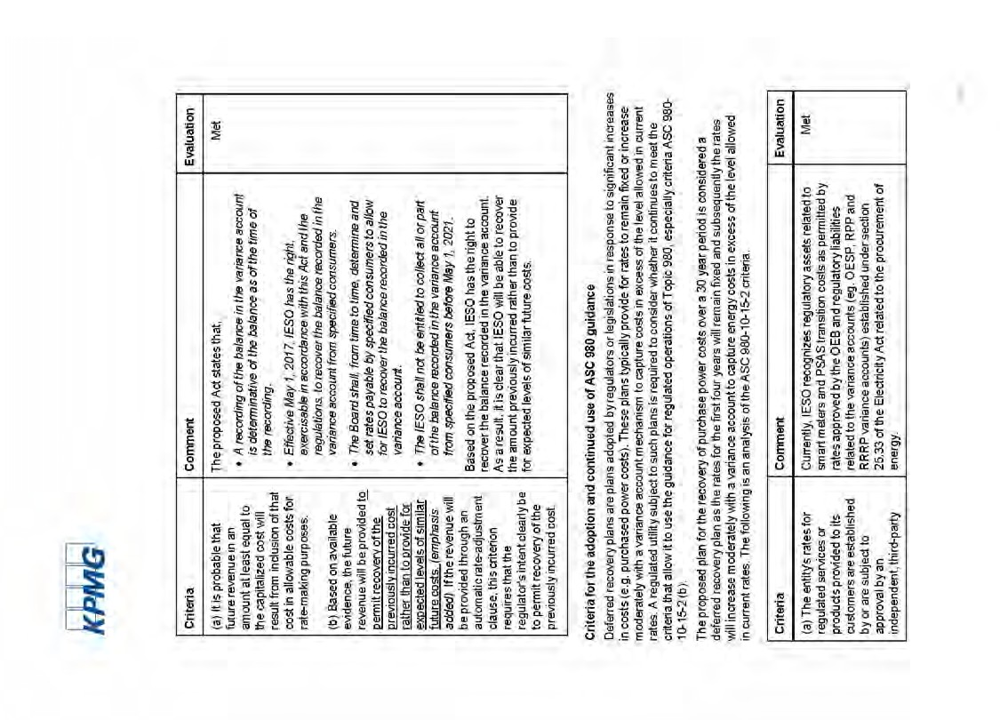 KPMG
Criteria
Comment
Evaluation
(a) It is probable that
future revenue in an
amount at least equal to
the capitalized cost will
result from inclusion of that
cost in allowable costs for
rate-making purposes.
(b) Based on available
evidence, the future
revenue will be provided to
permit recovery of the
previously incurred cost
rather than to provide for
expected levels of similar
future costs. (emphasis
added) If the revenue will
be provided through an
automatic rate-adjustment
clause, this criterion
requires that the
regulator's intent clearly be
to permit recovery of the
previously incurred cost.
The proposed Act states that,
• A recording of the balance in the variance account
is determinative of the balance as of the time of
the recording.
• Effective May 1, 2017, IESO has the right,
exercisable in accordance with this Act and the
regulations, to recover the balance recorded in the
variance account from specified consumers.
• The Board shall, from time to time, determine and
set rates payable by specified consumers to allow
for IESO to recover the balance recorded in the
variance account.
• The IESO shall not be entitled to collect all or part
of the balance recorded in the variance account
from specified consumers before May 1, 2021.
Based on the proposed Act, IESO has the right to
recover the balance recorded in the variance account.
As a result, it is clear that IESO will be able to recover
the amount previously incurred rather than to provide
for expected levels of similar future costs.
Met
Criteria for the adoption and continued use of ASC 980 guidance
Deferred recovery plans are plans adopted by regulators or legislations in response to significant increases
in costs (e.g. purchased power costs). These plans typically provide for rates to remain fixed or increase
moderately with a variance account mechanism to capture costs in excess of the level allowed in current
rates. A regulated utility subject to such plans is required to consider whether it continues to meet the
criteria that allow it to use the guidance for regulated operations of Topic 980, especially criteria ASC 980-
10-15-2(b).
The proposed plan for the recovery of purchase power costs over a 30 year period is considered a
deferred recovery plan as the rates for the first four years will remain fixed and subsequently the rates
will increase moderately with a variance account to capture energy costs in excess of the level allowed
in current rates. The following is an analysis of the ASC 980-10-15-2 criteria.
Criteria
Comment
Evaluation
(a) The entity's rates for
regulated services or
products provided to its
customers are established
by or are subject to
approval by an
independent, third-party
Currently, IESO recognizes regulatory assets related to
smart meters and PSAS transition costs as permitted by
rates approved by the OEB and regulatory liabilities
related to the variance accounts (eg. OESP, RPP and
RRRP variance accounts) established under section
26.33 of the Electricity Act related to the procurement of
energy.
Met